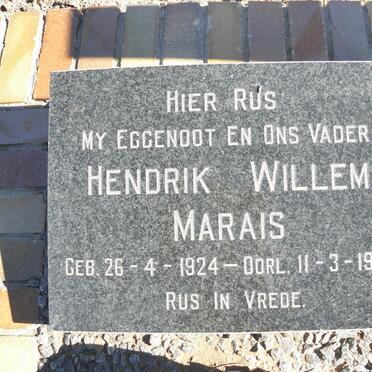 HIER RUS
MY EGGENOOT EN ONS VADER
HENDRIK WILLEM
MARAIS
GEB. 26-4-1924 – OORL. 11-3-19
RUS IN VREDE.